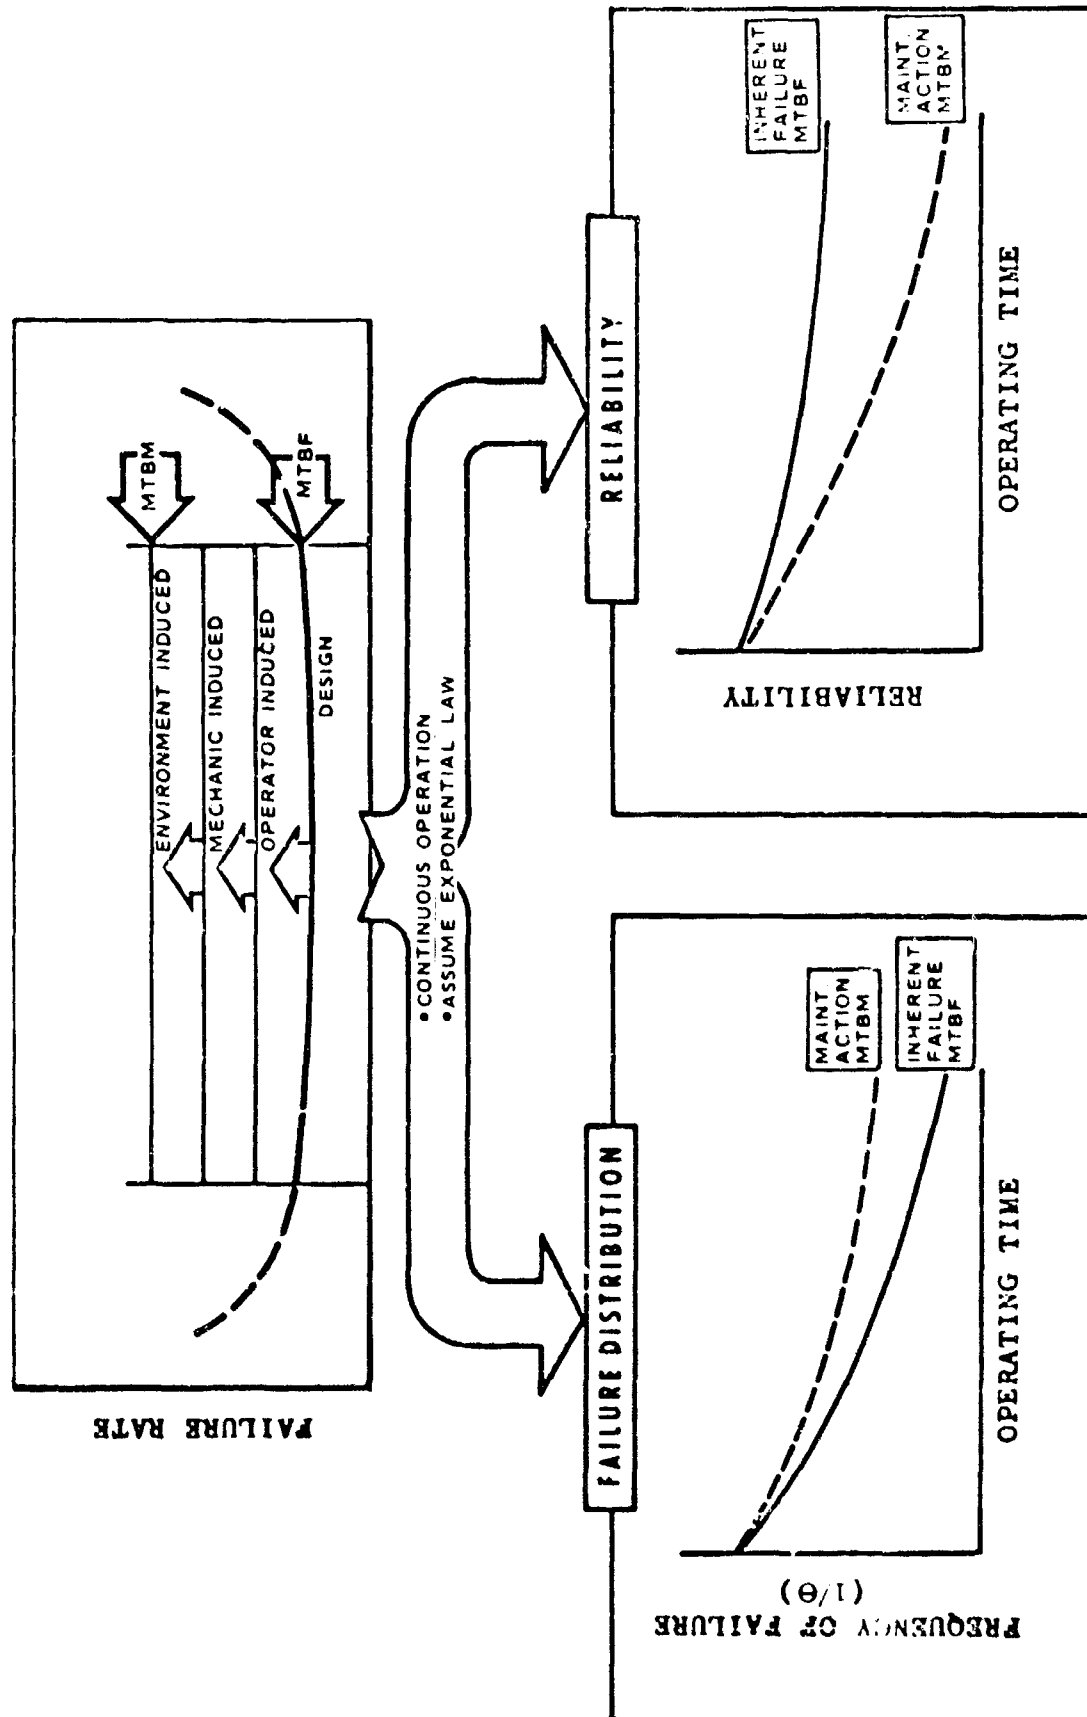 FAILURE RATE
MTBM
ENVIRONMENT INDUCED
MECHANIC INDUCED
OPERATOR INDUCED
MTBF
DESIGN
•CONTINUOUS OPERATION
•ASSUME EXPONENTIAL LAW
FAILURE DISTRIBUTION
FREQUENCY OF FAILURE
(1/Θ)
MAINT.
ACTION
MTBM
INHERENT
FAILURE
MTBF
OPERATING TIME
RELIABILITY
RELIABILITY
INHERENT
FAILURE
MTBF
MAINT.
ACTION
MTBM
OPERATING TIME